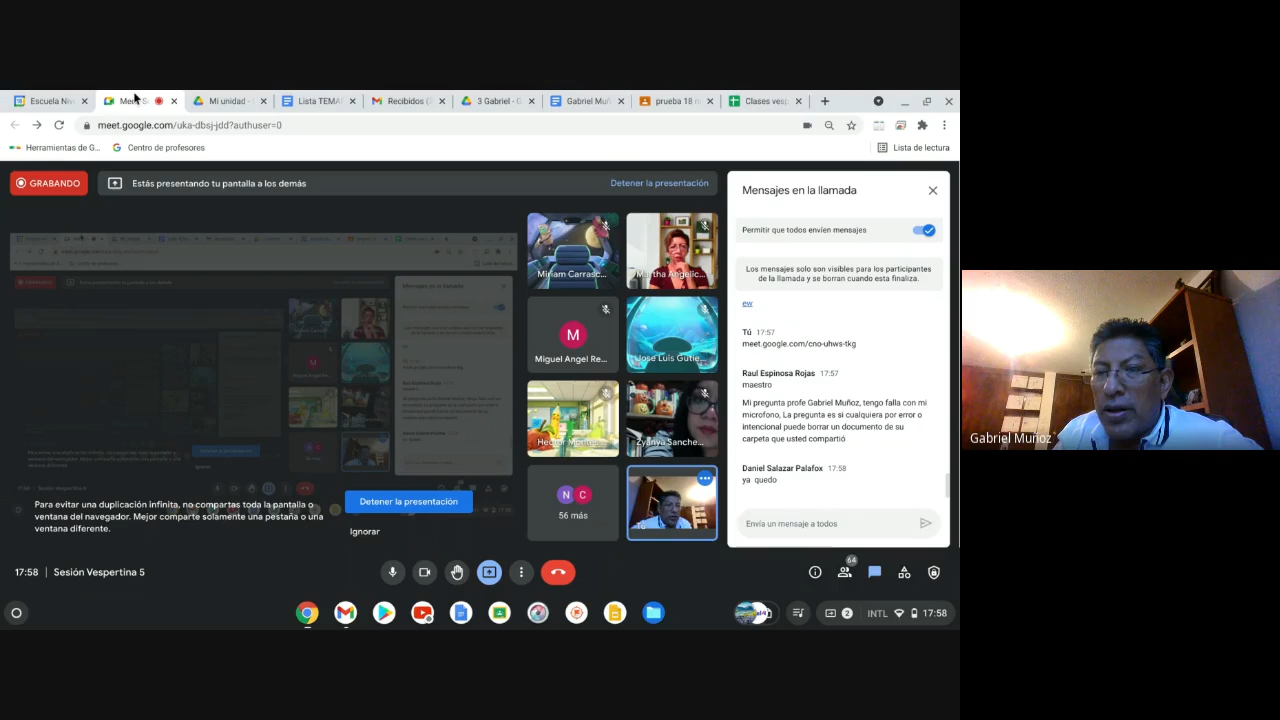 Escuela Niv
Meet S
Mi unidad -
Lista TEMA
Recibidos (
3 Gabriel - G
Gabriel Muñ
prueba 18 n
Clases vesp
meet.google.com/uka-dbsj-jdd?authuser=0
Herramientas de G...
Centro de profesores
Lista de lectura
GRABANDO
Estás presentando tu pantalla a los demás
Detener la presentación
Mensajes en la llamada
Permitir que todos envíen mensajes
Los mensajes solo son visibles para los participantes
de la llamada y se borran cuando esta finaliza.
ew
Tú 17:57
meet.google.com/cno-uhws-tkg
Raul Espinosa Rojas 17:57
maestro
Mi pregunta profe Gabriel Muñoz, tengo falla con mi
microfono, La pregunta es si cualquiera por error o
intencional puede borrar un documento de su
carpeta que usted compartió
Daniel Salazar Palafox 17:58
ya quedo
Envía un mensaje a todos
Miriam Carrasc...
Martha Angelic...
M
Miguel Angel Re...
Jose Luis Gutie...
Hector Montes...
Zyanya Sanche...
N C
56 más
Para evitar una duplicación infinita, no compartas toda la pantalla o
ventana del navegador. Mejor comparte solamente una pestaña o una
ventana diferente.
Detener la presentación
Ignorar
17:58 | Sesión Vespertina 5
64
2
INTL
17:58
Gabriel Muñoz